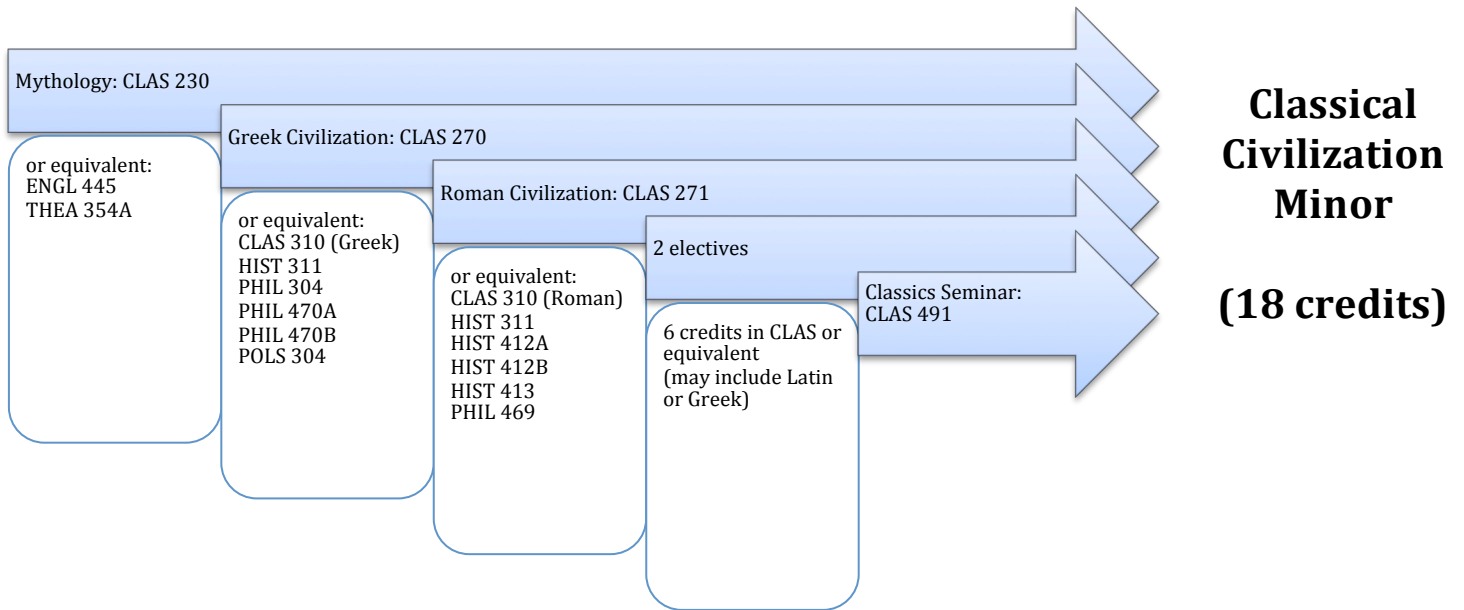 Mythology: CLAS 230
or equivalent:
ENGL 445
THEA 354A
Greek Civilization: CLAS 270
or equivalent:
CLAS 310 (Greek)
HIST 311
PHIL 304
PHIL 470A
PHIL 470B
POLS 304
Roman Civilization: CLAS 271
or equivalent:
CLAS 310 (Roman)
HIST 311
HIST 412A
HIST 412B
HIST 413
PHIL 469
2 electives
6 credits in CLAS or
equivalent
(may include Latin
or Greek)
Classics Seminar:
CLAS 491
Classical
Civilization
Minor
(18 credits)